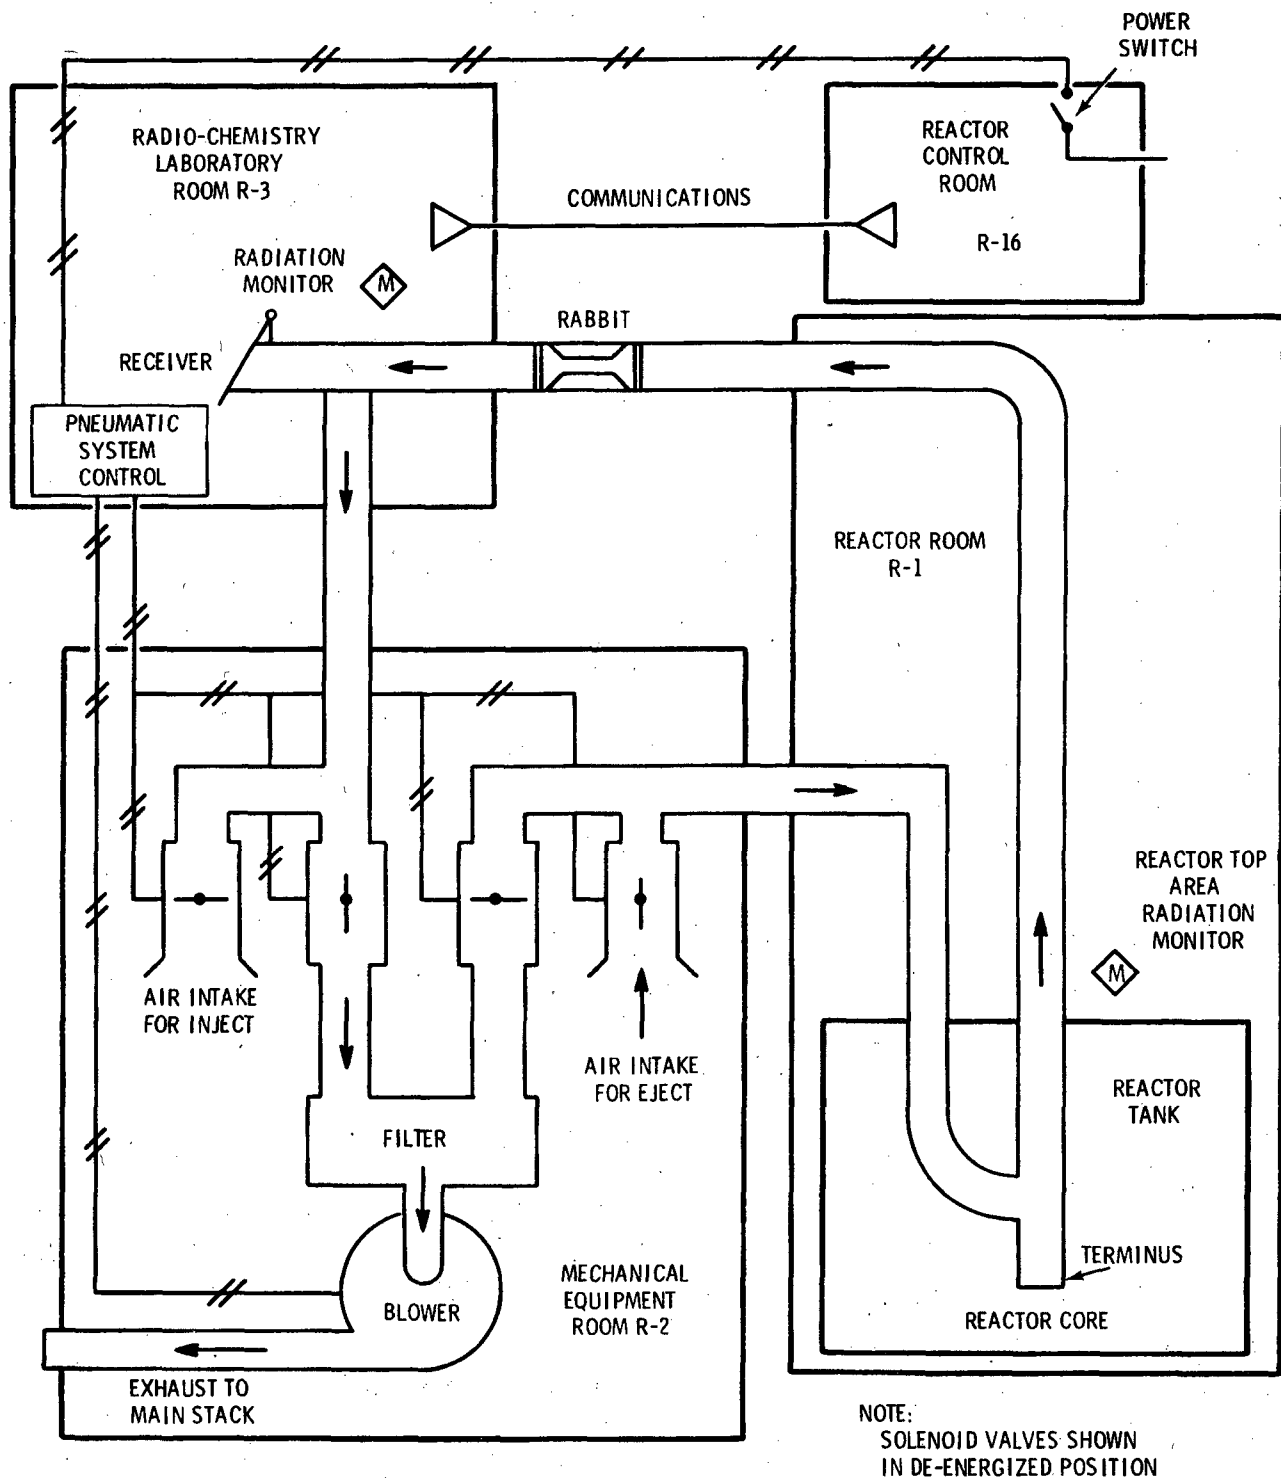 POWER
SWITCH
RADIO-CHEMISTRY
LABORATORY
ROOM R-3
REACTOR
CONTROL
ROOM
R-16
COMMUNICATIONS
RADIATION
MONITOR
M
RABBIT
RECEIVER
PNEUMATIC
SYSTEM
CONTROL
REACTOR ROOM
R-1
REACTOR TOP
AREA
RADIATION
MONITOR
M
AIR INTAKE
FOR INJECT
AIR INTAKE
FOR EJECT
REACTOR
TANK
FILTER
TERMINUS
MECHANICAL
EQUIPMENT
ROOM R-2
BLOWER
REACTOR CORE
EXHAUST TO
MAIN STACK
NOTE:
SOLENOID VALVES SHOWN
IN DE-ENERGIZED POSITION